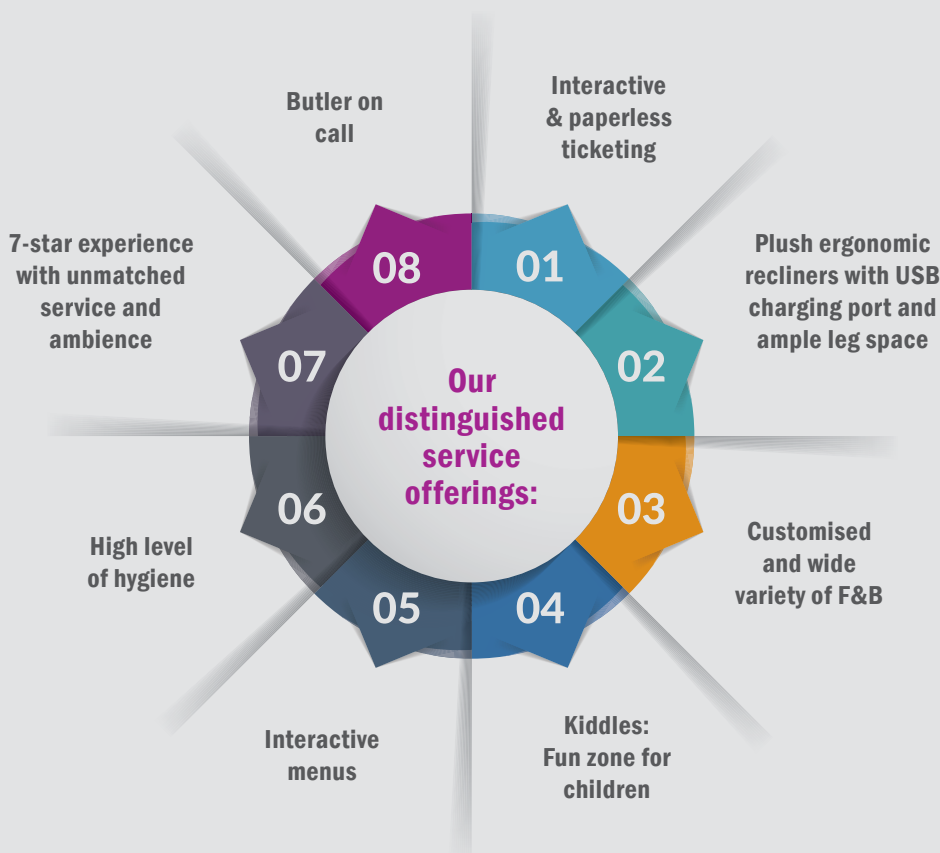 Our
distinguished
service
offerings:
01
Interactive
& paperless
ticketing
02
Plush ergonomic
recliners with USB
charging port and
ample leg space
03
Customised
and wide
variety of F&B
04
Kiddles:
Fun zone for
children
05
Interactive
menus
06
High level
of hygiene
07
7-star experience
with unmatched
service and
ambience
08
Butler on
call